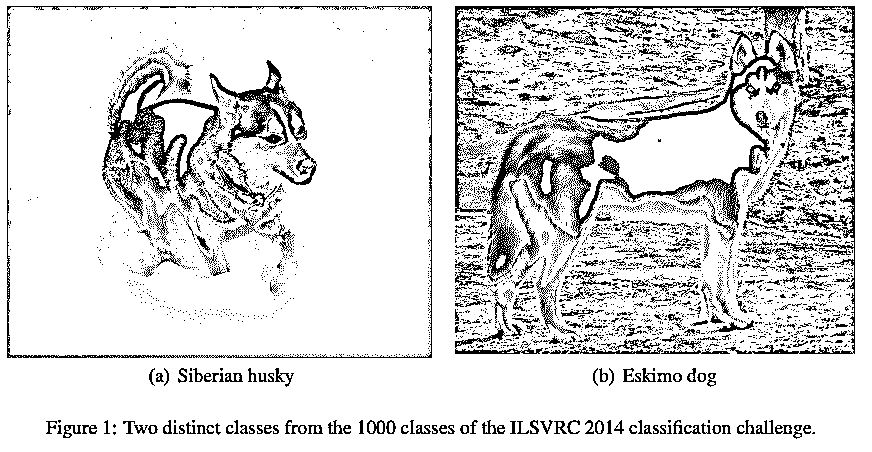 (a) Siberian husky
(b) Eskimo dog
Figure 1: Two distinct classes from the 1000 classes of the ILSVRC 2014 classification challenge.